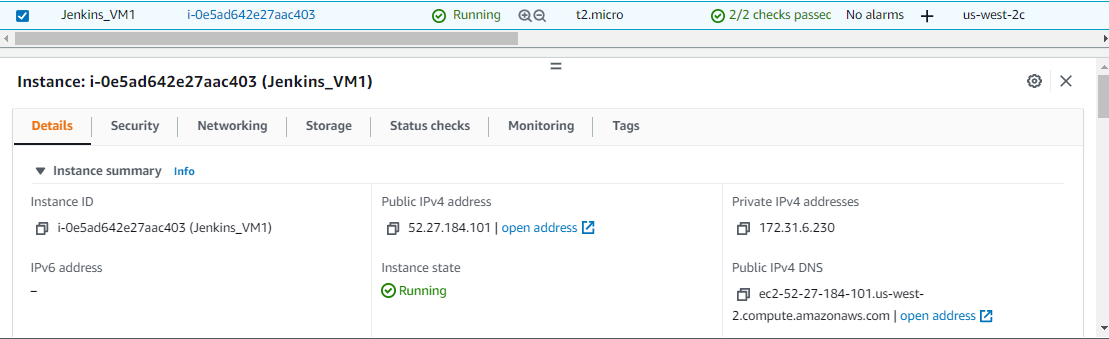 Jenkins_VM1 i-0e5ad642e27aac403 Running t2.micro 2/2 checks passed No alarms + us-west-2c
Instance: i-0e5ad642e27aac403 (Jenkins_VM1)
Details Security Networking Storage Status checks Monitoring Tags
Instance summary Info
Instance ID
i-0e5ad642e27aac403 (Jenkins_VM1)
Public IPv4 address
52.27.184.101 | open address
Private IPv4 addresses
172.31.6.230
IPv6 address
–
Instance state
Running
Public IPv4 DNS
ec2-52-27-184-101.us-west-
2.compute.amazonaws.com | open address